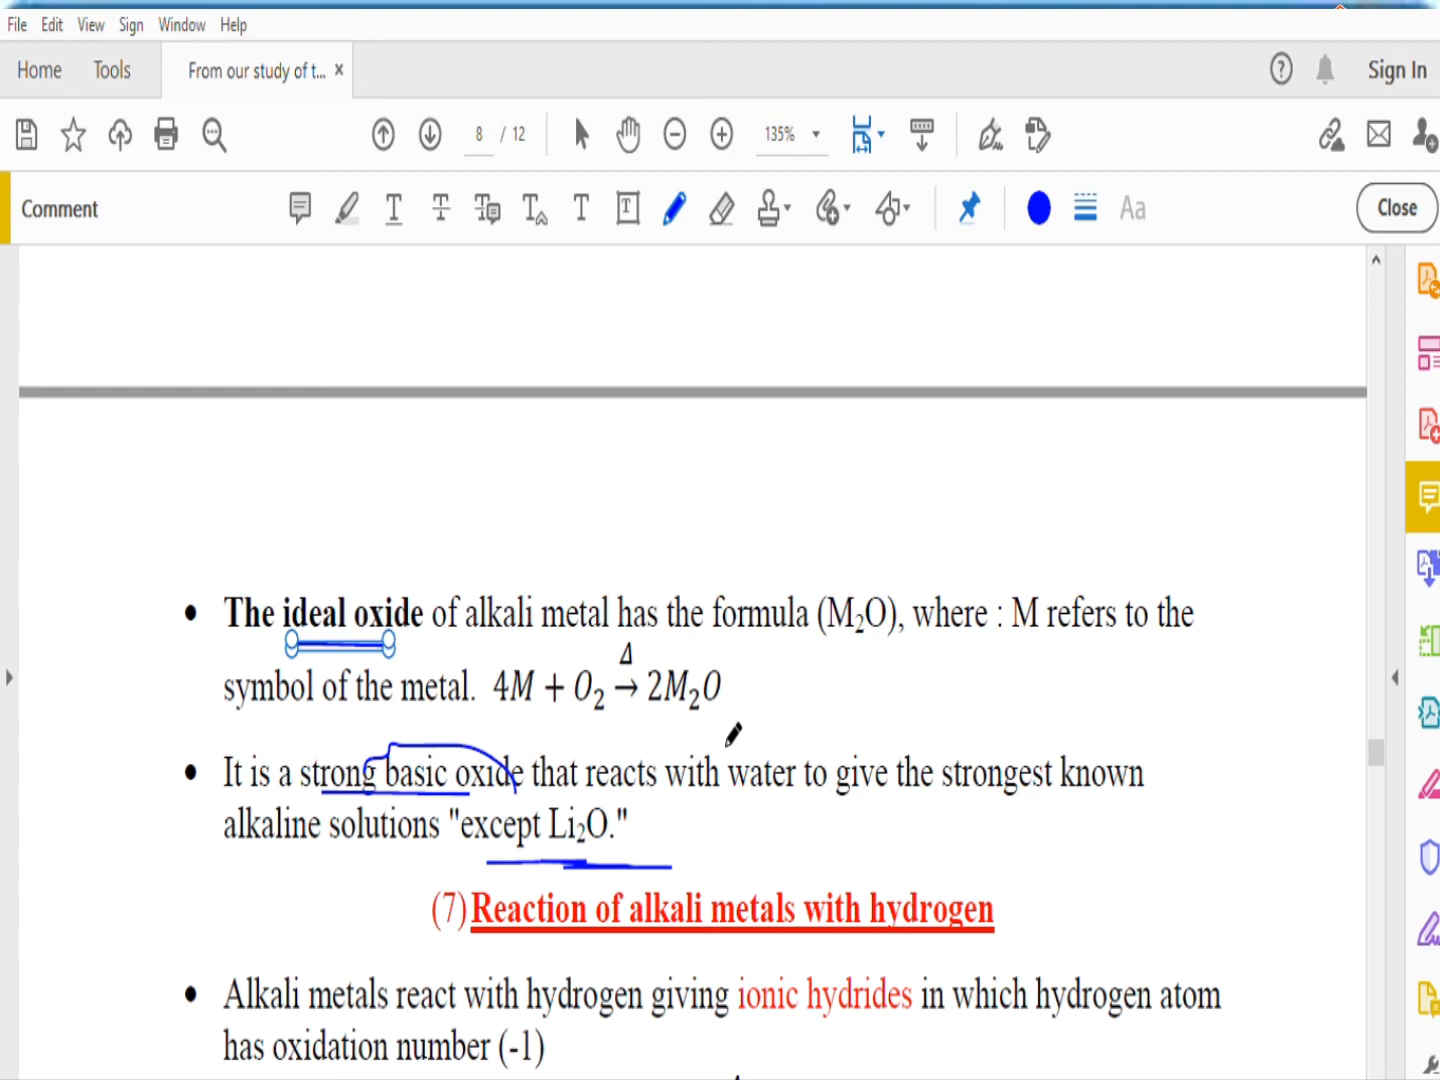 File Edit View Sign Window Help
Home Tools From our study of t... × Sign In
8 / 12 135%
Comment T T T T T T Aa Close
• The ideal oxide of alkali metal has the formula (M₂O), where : M refers to the
symbol of the metal. 4M + O₂ →^Δ 2M₂O
• It is a strong basic oxide that reacts with water to give the strongest known
alkaline solutions "except Li₂O."
(7) Reaction of alkali metals with hydrogen
• Alkali metals react with hydrogen giving ionic hydrides in which hydrogen atom
has oxidation number (-1)